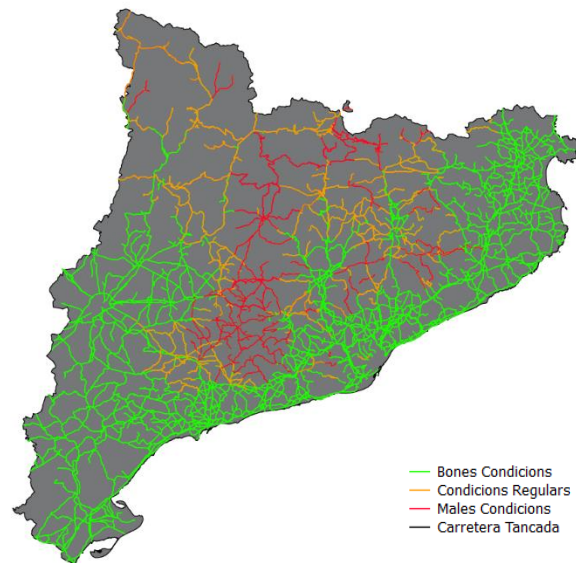 Bones Condicions
Condicions Regulars
Males Condicions
Carretera Tancada